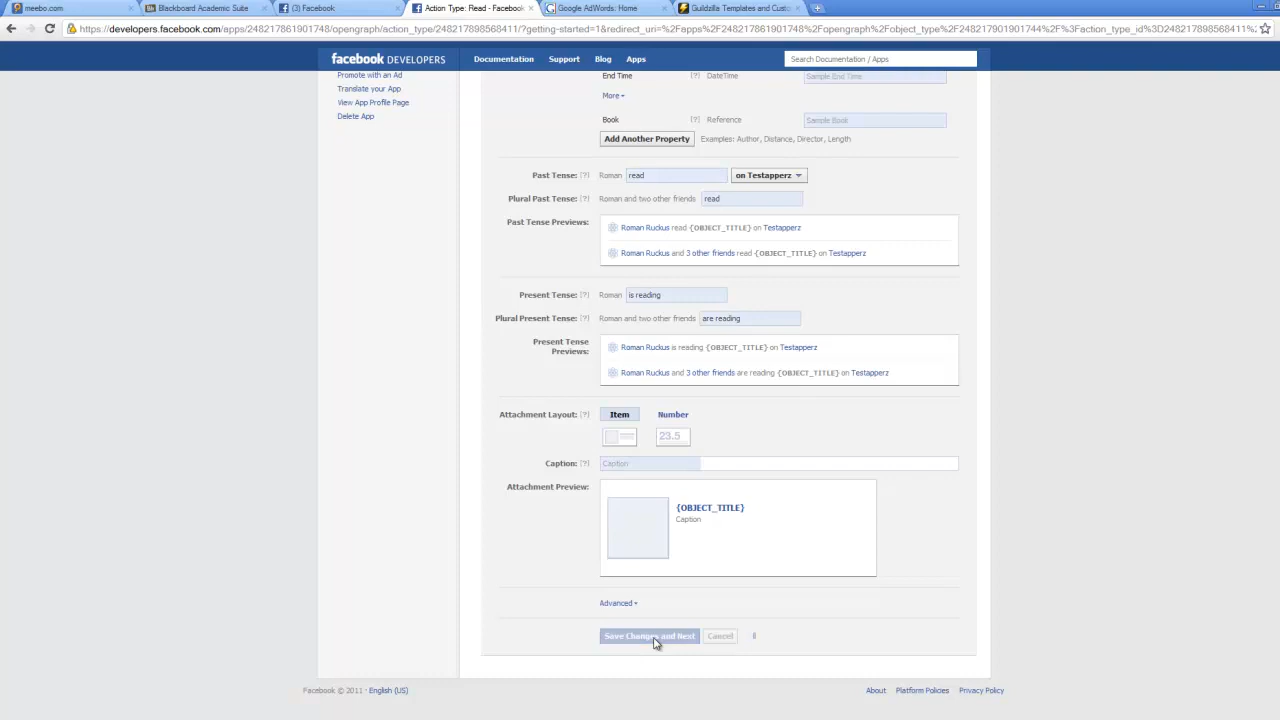 meebo.com
Blackboard Academic Suite
(3) Facebook
Action Type: Read - Facebook
Google AdWords: Home
Guildzilla Templates and Custo
https://developers.facebook.com/apps/248217861901748/opengraph/action_type/248217898568411/?getting-started=1&redirect_uri=%2Fapps%2F248217861901748%2Fopengraph%2Fobject_type%2F248217901901744%2F%3Faction_type_id%3D248217898568411%2
facebook DEVELOPERS
Documentation Support Blog Apps
Search Documentation / Apps
Promote with an Ad
Translate your App
View App Profile Page
Delete App
End Time [?] DateTime Sample End Time
More
Book [?] Reference Sample Book
Add Another Property Examples: Author, Distance, Director, Length
Past Tense: [?] Roman read on Testapperz
Plural Past Tense: [?] Roman and two other friends read
Past Tense Previews:
Roman Ruckus read {OBJECT_TITLE} on Testapperz
Roman Ruckus and 3 other friends read {OBJECT_TITLE} on Testapperz
Present Tense: [?] Roman is reading
Plural Present Tense: [?] Roman and two other friends are reading
Present Tense
Previews:
Roman Ruckus is reading {OBJECT_TITLE} on Testapperz
Roman Ruckus and 3 other friends are reading {OBJECT_TITLE} on Testapperz
Attachment Layout: [?] Item Number
23.5
Caption: [?] Caption
Attachment Preview:
{OBJECT_TITLE}
Caption
Advanced
Save Changes and Next Cancel
Facebook © 2011 · English (US)
About Platform Policies Privacy Policy